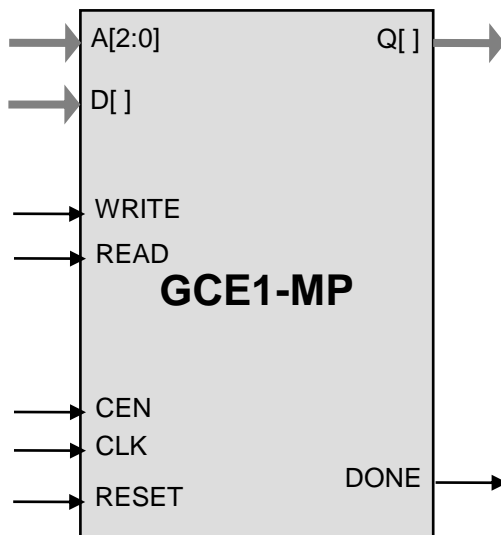 A[2:0] Q[ ]
D[ ]
WRITE
READ
GCE1-MP
CEN
CLK
DONE
RESET